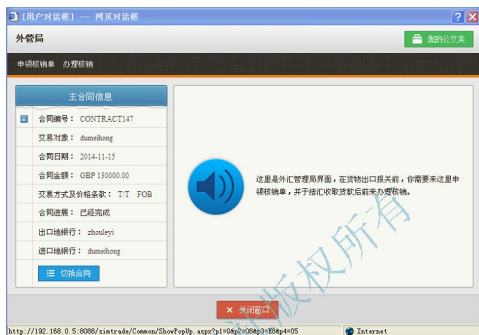 [用户对话框] -- 网页对话框
外管局
我的公文夹
申领核销单 办理核销
主合同信息
合同编号： CONTRACT147
交易对象： dumeihong
合同日期： 2014-11-15
合同金额： GBP 130000.00
交易方式及价格条款： T/T FOB
合同进展： 已经完成
出口地银行： zhouleyi
进口地银行： dumeihong
切换合同
这里是外汇管理局界面，在货物出口报关前，你需要来这里申
领核销单，并于结汇收取货款后前来办理核销。
版权所有
× 关闭窗口
http://192.168.0.5:8088/simtrade/Common/ShowPopUp.aspx?p1=0&p2=08&p3=E8&p4=05
Internet